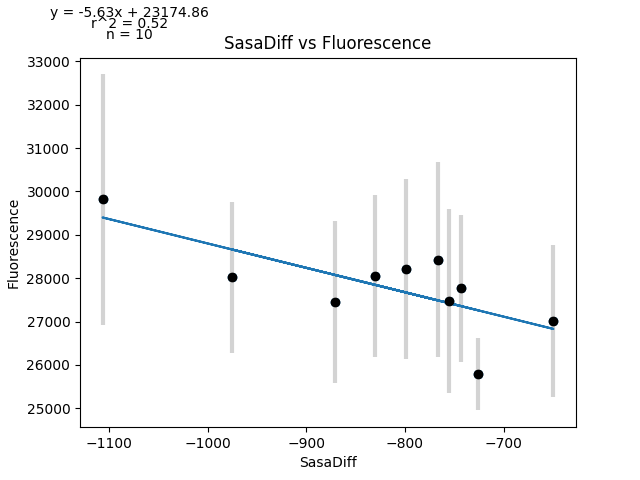 y = -5.63x + 23174.86
r^2 = 0.52
n = 10
SasaDiff vs Fluorescence
33000
32000
31000
30000
29000
28000
27000
26000
25000
Fluorescence
−1100 −1000 −900 −800 −700
SasaDiff